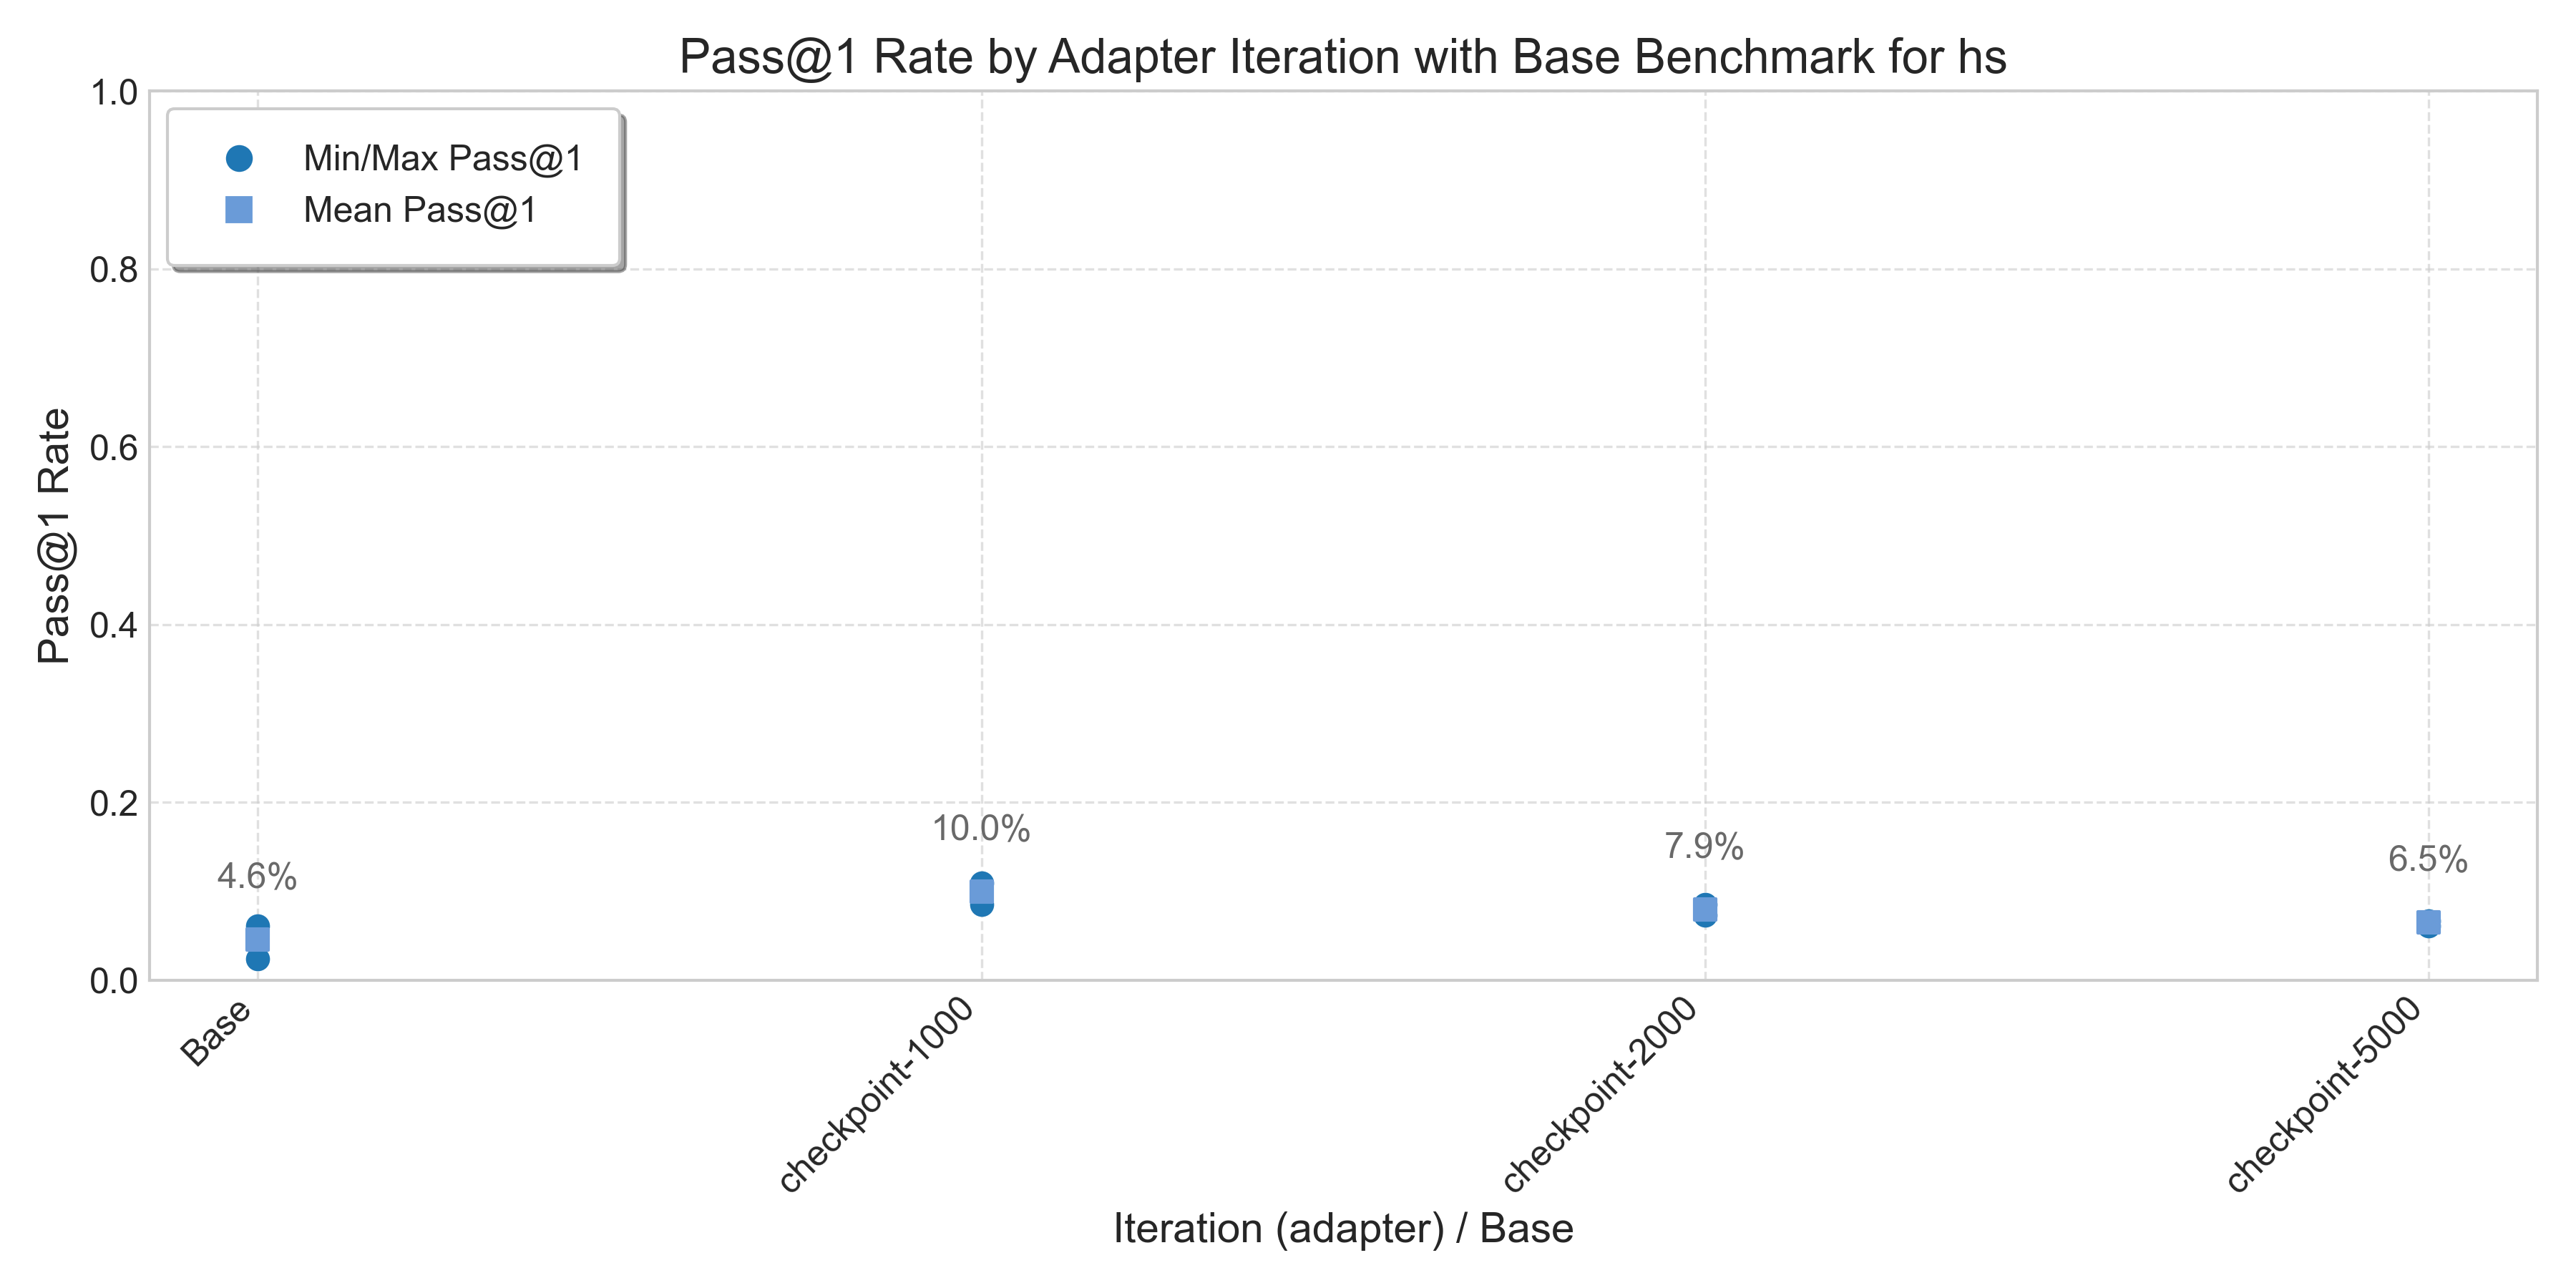 Pass@1 Rate by Adapter Iteration with Base Benchmark for hs
Min/Max Pass@1
Mean Pass@1
Pass@1 Rate
1.0
0.8
0.6
0.4
0.2
0.0
4.6%
10.0%
7.9%
6.5%
Base
checkpoint-1000
checkpoint-2000
checkpoint-5000
Iteration (adapter) / Base